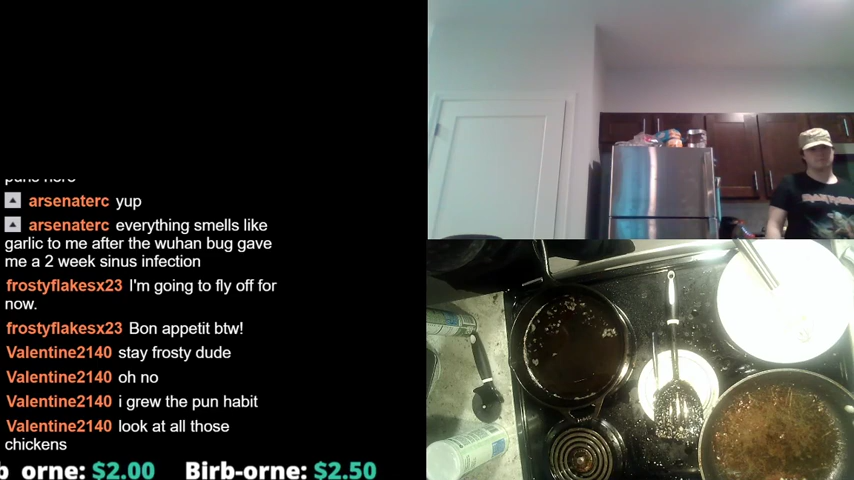 arsenaterc yup
arsenaterc everything smells like
garlic to me after the wuhan bug gave
me a 2 week sinus infection
frostyflakesx23 I'm going to fly off for
now.
frostyflakesx23 Bon appetit btw!
Valentine2140 stay frosty dude
Valentine2140 oh no
Valentine2140 i grew the pun habit
Valentine2140 look at all those
chickens
orne: $2.00 Birb-orne: $2.50